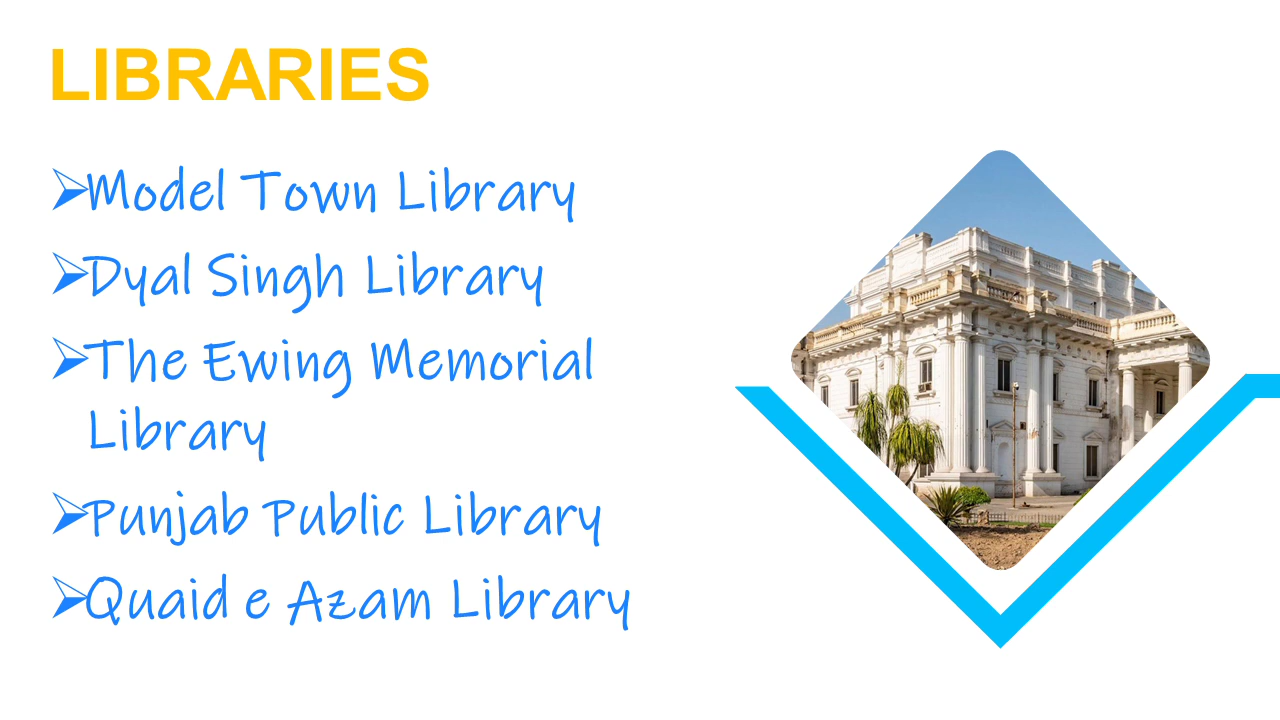 LIBRARIES
➢Model Town Library
➢Dyal Singh Library
➢The Ewing Memorial
Library
➢Punjab Public Library
➢Quaid e Azam Library